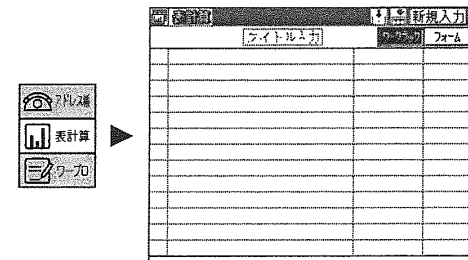 表計算 新規入力
タイトル入力
ワークシート フォーム
アドレス帳
表計算
ワープロ